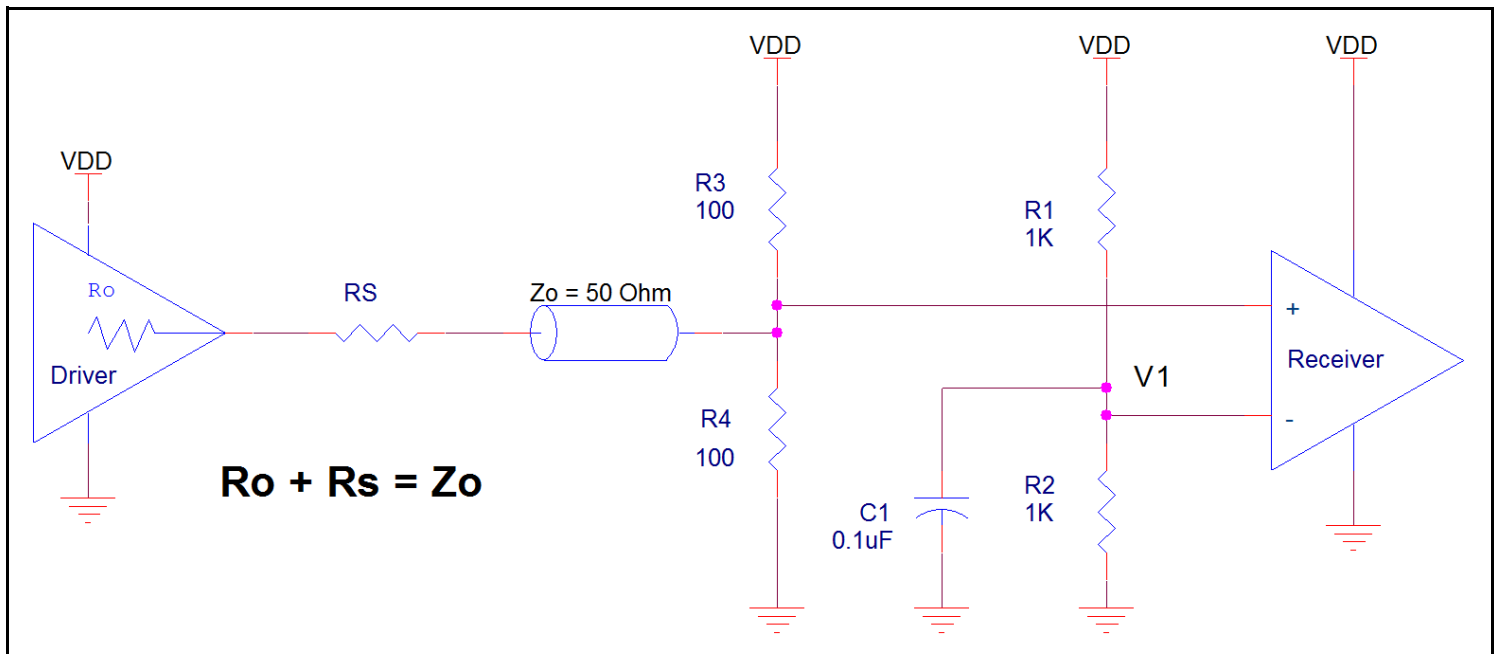 VDD
VDD
VDD
VDD
R3
100
R1
1K
Ro
RS
Zo = 50 Ohm
+
Driver
Receiver
V1
R4
100
-
Ro + Rs = Zo
C1
0.1uF
R2
1K